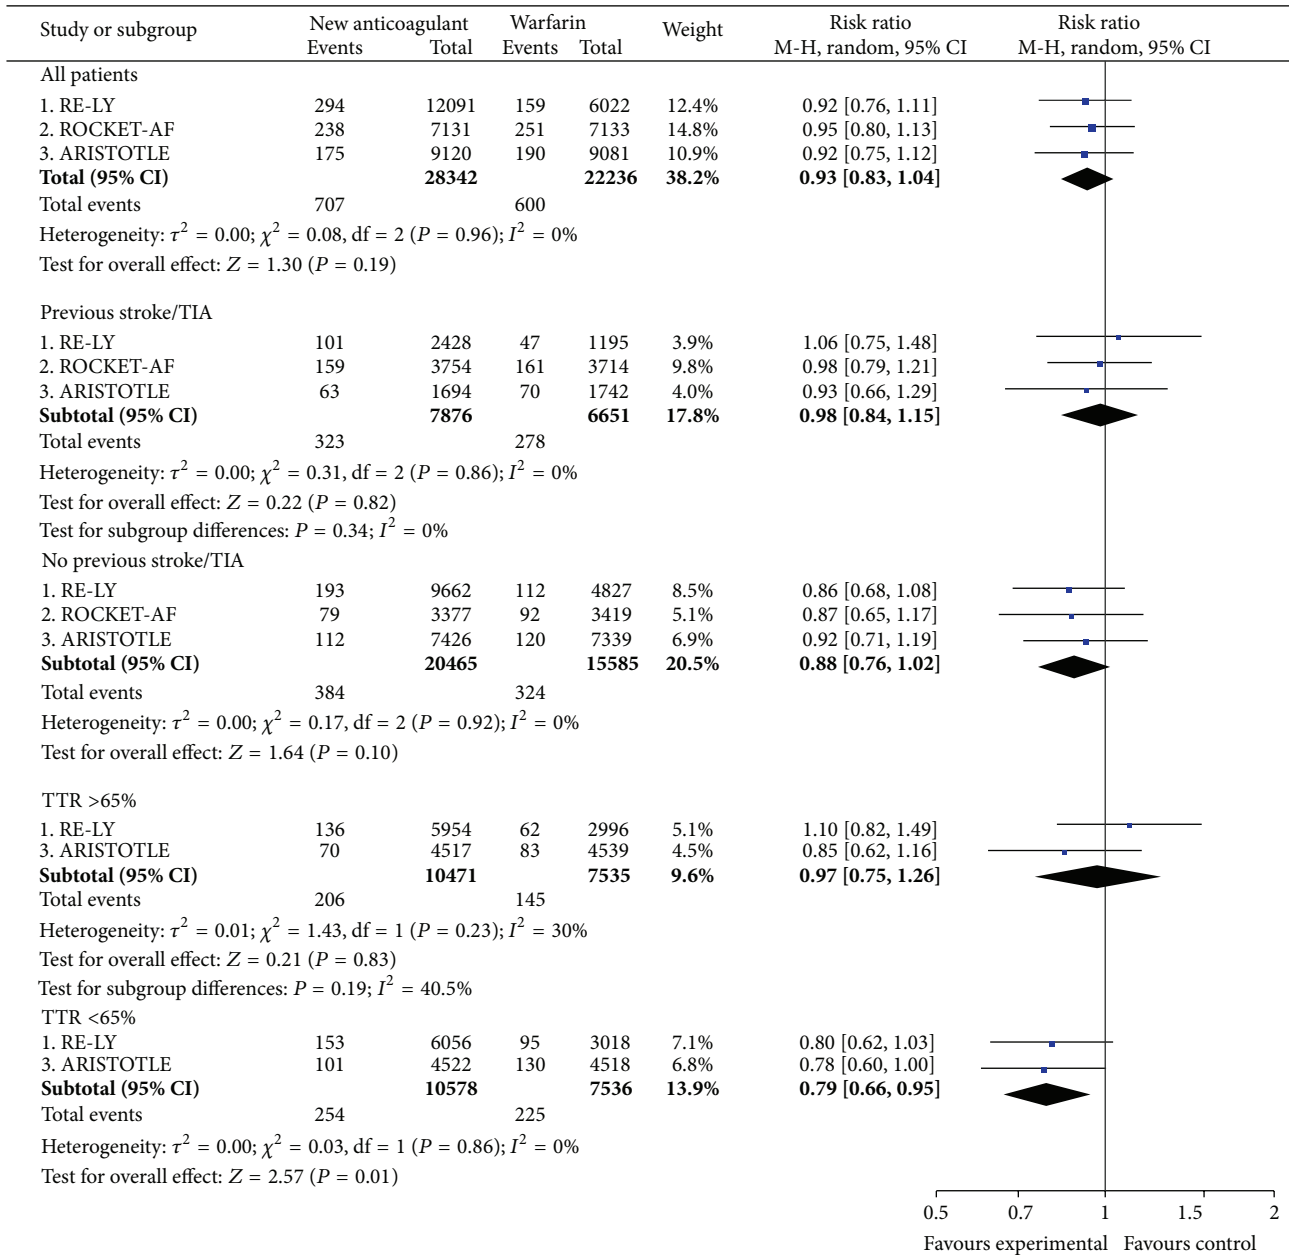 Study or subgroup New anticoagulant Warfarin Weight Risk ratio Risk ratio
Events Total Events Total M-H, random, 95% CI M-H, random, 95% CI
All patients
1. RE-LY 294 12091 159 6022 12.4% 0.92 [0.76, 1.11]
2. ROCKET-AF 238 7131 251 7133 14.8% 0.95 [0.80, 1.13]
3. ARISTOTLE 175 9120 190 9081 10.9% 0.92 [0.75, 1.12]
Total (95% CI) 28342 22236 38.2% 0.93 [0.83, 1.04]
Total events 707 600
Heterogeneity: τ² = 0.00; χ² = 0.08, df = 2 (P = 0.96); I² = 0%
Test for overall effect: Z = 1.30 (P = 0.19)
Previous stroke/TIA
1. RE-LY 101 2428 47 1195 3.9% 1.06 [0.75, 1.48]
2. ROCKET-AF 159 3754 161 3714 9.8% 0.98 [0.79, 1.21]
3. ARISTOTLE 63 1694 70 1742 4.0% 0.93 [0.66, 1.29]
Subtotal (95% CI) 7876 6651 17.8% 0.98 [0.84, 1.15]
Total events 323 278
Heterogeneity: τ² = 0.00; χ² = 0.31, df = 2 (P = 0.86); I² = 0%
Test for overall effect: Z = 0.22 (P = 0.82)
Test for subgroup differences: P = 0.34; I² = 0%
No previous stroke/TIA
1. RE-LY 193 9662 112 4827 8.5% 0.86 [0.68, 1.08]
2. ROCKET-AF 79 3377 92 3419 5.1% 0.87 [0.65, 1.17]
3. ARISTOTLE 112 7426 120 7339 6.9% 0.92 [0.71, 1.19]
Subtotal (95% CI) 20465 15585 20.5% 0.88 [0.76, 1.02]
Total events 384 324
Heterogeneity: τ² = 0.00; χ² = 0.17, df = 2 (P = 0.92); I² = 0%
Test for overall effect: Z = 1.64 (P = 0.10)
TTR >65%
1. RE-LY 136 5954 62 2996 5.1% 1.10 [0.82, 1.49]
3. ARISTOTLE 70 4517 83 4539 4.5% 0.85 [0.62, 1.16]
Subtotal (95% CI) 10471 7535 9.6% 0.97 [0.75, 1.26]
Total events 206 145
Heterogeneity: τ² = 0.01; χ² = 1.43, df = 1 (P = 0.23); I² = 30%
Test for overall effect: Z = 0.21 (P = 0.83)
Test for subgroup differences: P = 0.19; I² = 40.5%
TTR <65%
1. RE-LY 153 6056 95 3018 7.1% 0.80 [0.62, 1.03]
3. ARISTOTLE 101 4522 130 4518 6.8% 0.78 [0.60, 1.00]
Subtotal (95% CI) 10578 7536 13.9% 0.79 [0.66, 0.95]
Total events 254 225
Heterogeneity: τ² = 0.00; χ² = 0.03, df = 1 (P = 0.86); I² = 0%
Test for overall effect: Z = 2.57 (P = 0.01)
0.5 0.7 1 1.5 2
Favours experimental Favours control